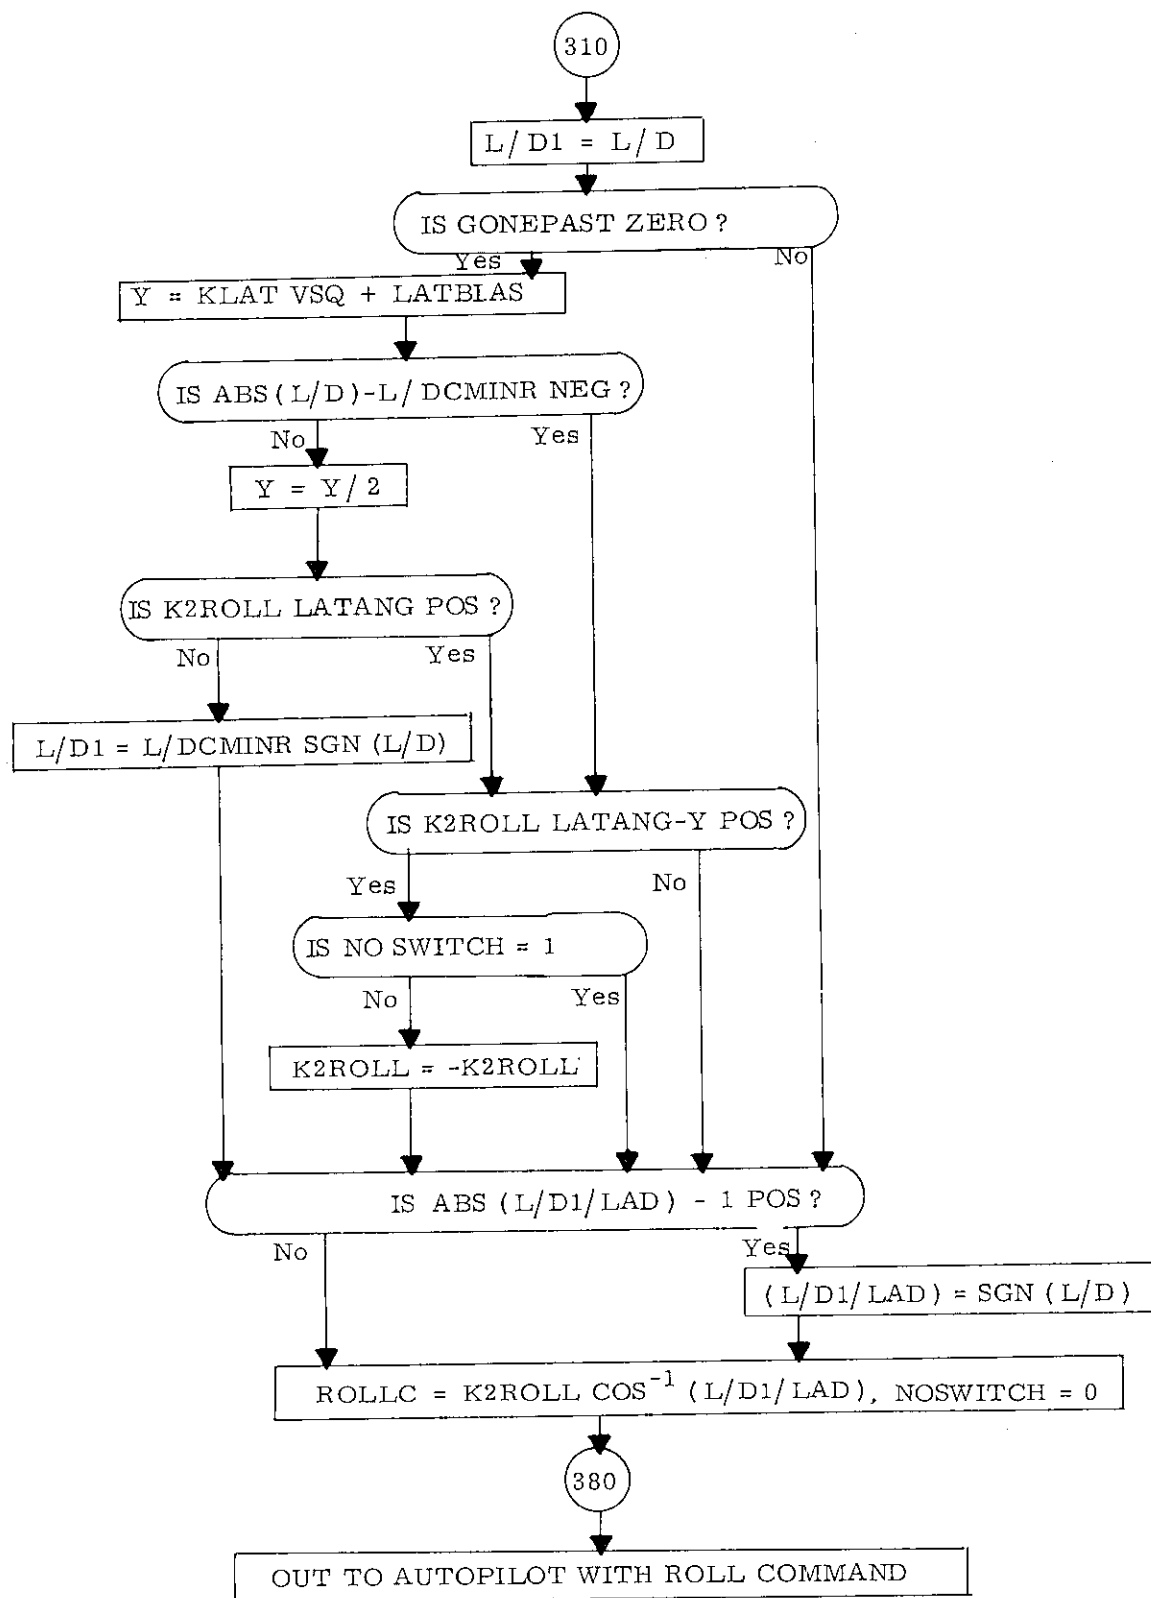 310
L/D1 = L/D
IS GONEPAST ZERO?
Yes
No
Y = KLAT VSQ + LATBIAS
IS ABS(L/D)-L/DCMINR NEG?
No
Yes
Y = Y/2
IS K2ROLL LATANG POS?
No
Yes
L/D1 = L/DCMINR SGN (L/D)
IS K2ROLL LATANG-Y POS?
Yes
No
IS NO SWITCH = 1
No
Yes
K2ROLL = -K2ROLL
IS ABS (L/D1/LAD) - 1 POS?
No
Yes
(L/D1/LAD) = SGN (L/D)
ROLLC = K2ROLL COS⁻¹ (L/D1/LAD), NOSWITCH = 0
380
OUT TO AUTOPILOT WITH ROLL COMMAND